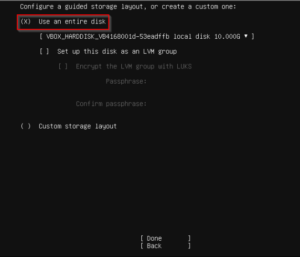 Configure a guided storage layout, or create a custom one:
(X) Use an entire disk
[ VBOX_HARDDISK_VB4168001d-53eadffb local disk 10.000G ▾ ]
[ ] Set up this disk as an LVM group
[ ] Encrypt the LVM group with LUKS
Passphrase:
Confirm passphrase:
( ) Custom storage layout
[ Done ]
[ Back ]